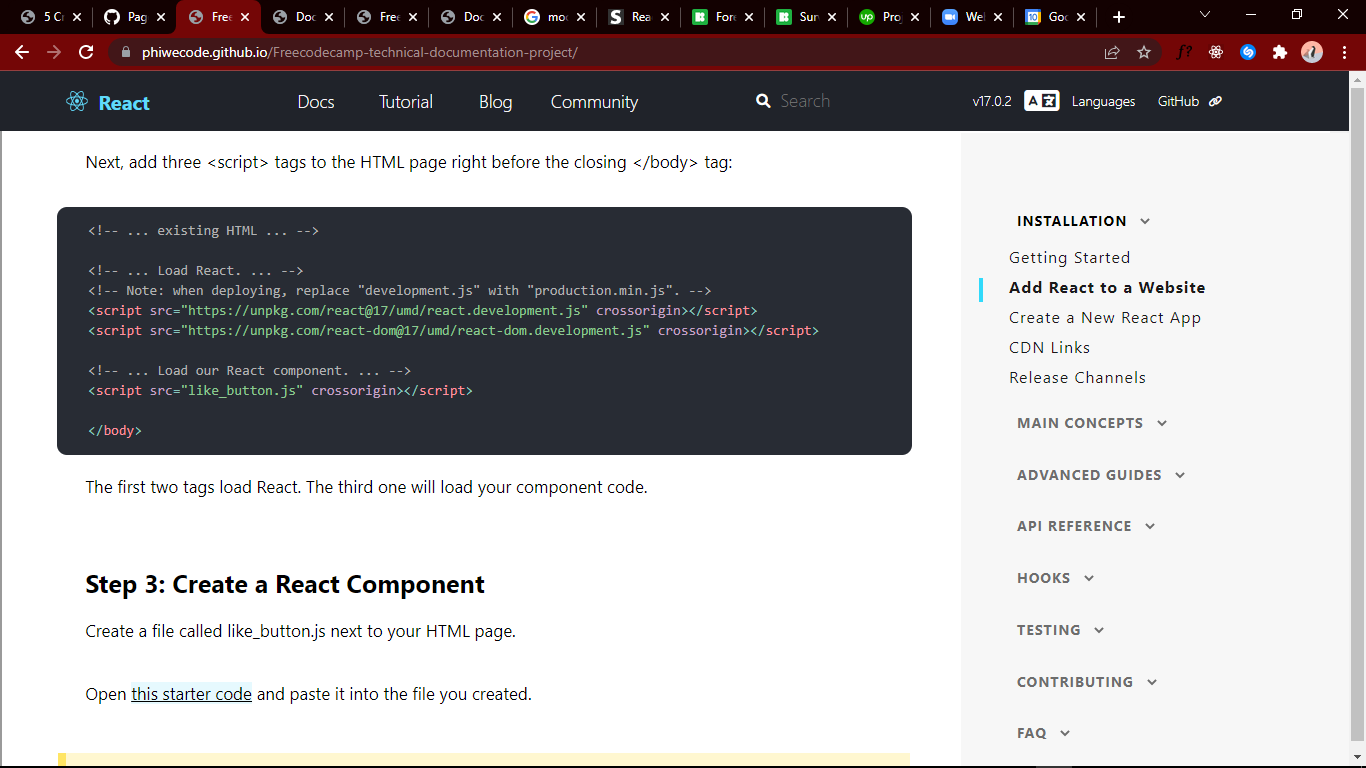 5 C
Pag
Free
Doc
Free
Doc
mo
Rea
For
Sur
up Pro
Wel
10 Goo
phiwecode.github.io/Freecodecamp-technical-documentation-project/
f?
React
Docs
Tutorial
Blog
Community
Search
v17.0.2
Languages
GitHub
Next, add three <script> tags to the HTML page right before the closing </body> tag:
<!-- ... existing HTML ... -->
<!-- ... Load React. ... -->
<!-- Note: when deploying, replace "development.js" with "production.min.js". -->
<script src="https://unpkg.com/react@17/umd/react.development.js" crossorigin></script>
<script src="https://unpkg.com/react-dom@17/umd/react-dom.development.js" crossorigin></script>
<!-- ... Load our React component. ... -->
<script src="like_button.js" crossorigin></script>
</body>
The first two tags load React. The third one will load your component code.
Step 3: Create a React Component
Create a file called like_button.js next to your HTML page.
Open this starter code and paste it into the file you created.
INSTALLATION
Getting Started
Add React to a Website
Create a New React App
CDN Links
Release Channels
MAIN CONCEPTS
ADVANCED GUIDES
API REFERENCE
HOOKS
TESTING
CONTRIBUTING
FAQ